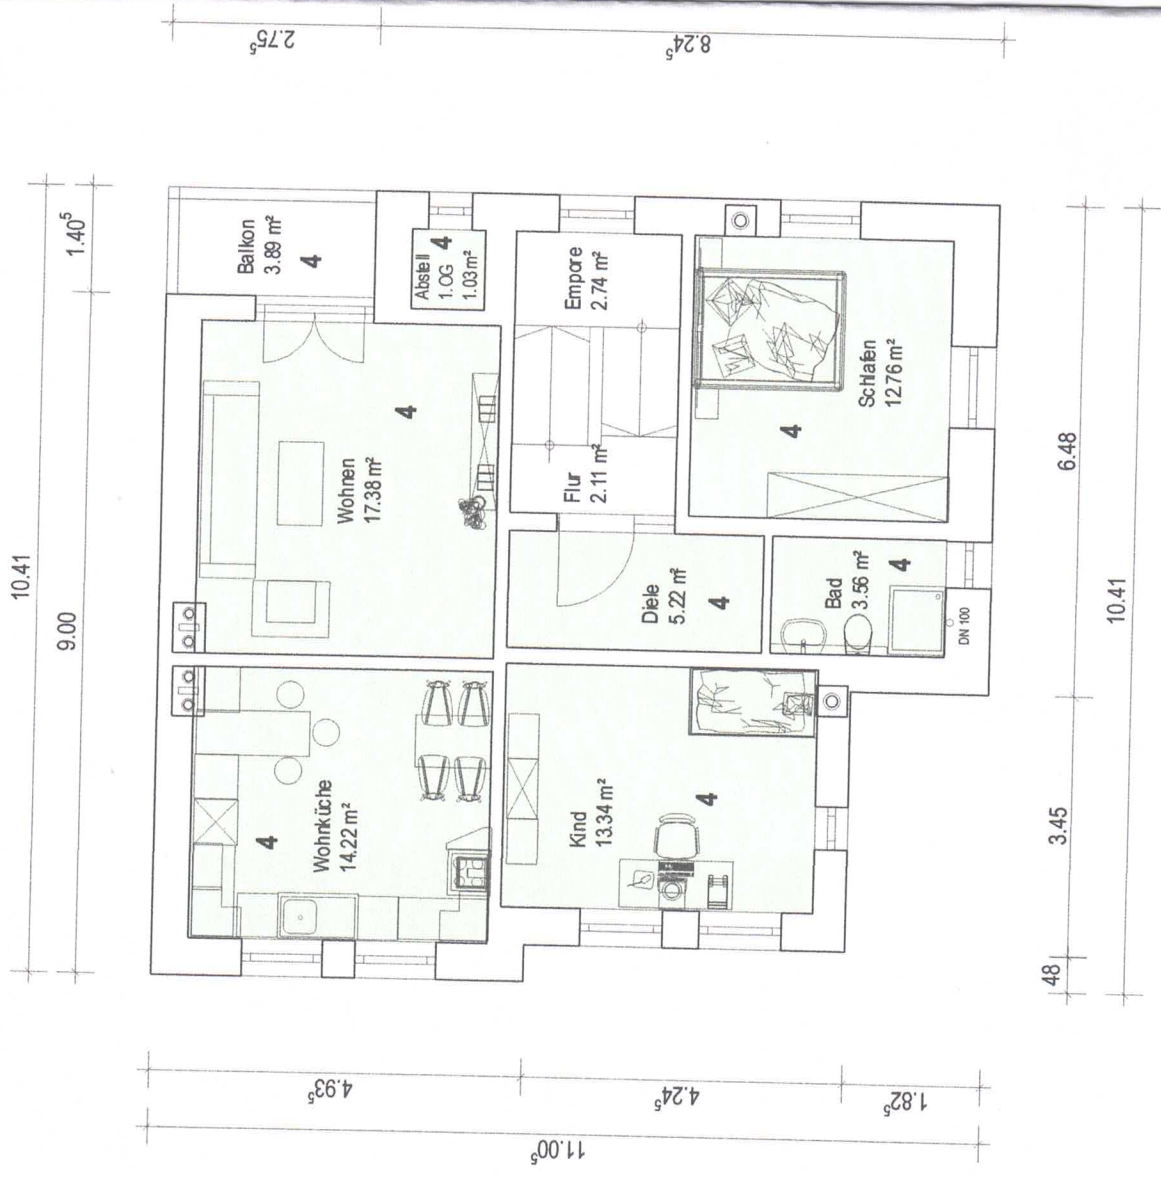 2.75⁵
8.24⁵
10.41
1.40⁵
9.00
Balkon
3.89 m²
4
Abstell
1.OG
1.03 m²
4
Empore
2.74 m²
Wohnen
17.38 m²
4
Flur
2.11 m²
Schlafen
12.76 m²
4
Diele
5.22 m²
4
Bad
3.56 m²
4
DN 100
Wohnküche
14.22 m²
4
Kind
13.34 m²
4
6.48
10.41
3.45
48
4.93⁵
4.24⁵
1.82⁵
11.00⁵